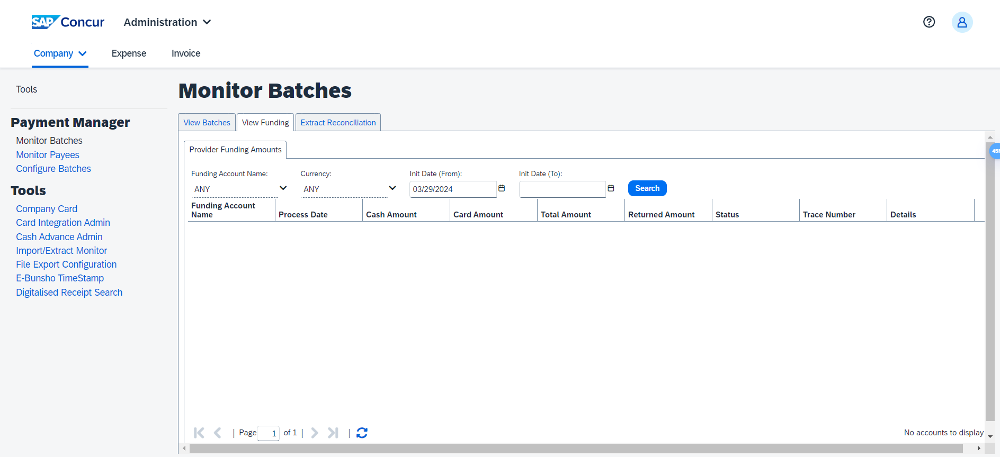 SAP Concur
Administration
Company
Expense
Invoice
Tools
Payment Manager
Monitor Batches
Monitor Payees
Configure Batches
Tools
Company Card
Card Integration Admin
Cash Advance Admin
Import/Extract Monitor
File Export Configuration
E-Bunsho TimeStamp
Digitalised Receipt Search
Monitor Batches
View Batches
View Funding
Extract Reconciliation
Provider Funding Amounts
Funding Account Name:
Currency:
Init Date (From):
Init Date (To):
ANY
ANY
03/29/2024
Search
Funding Account
Name
Process Date
Cash Amount
Card Amount
Total Amount
Returned Amount
Status
Trace Number
Details
| Page 1 of 1 | |
No accounts to display